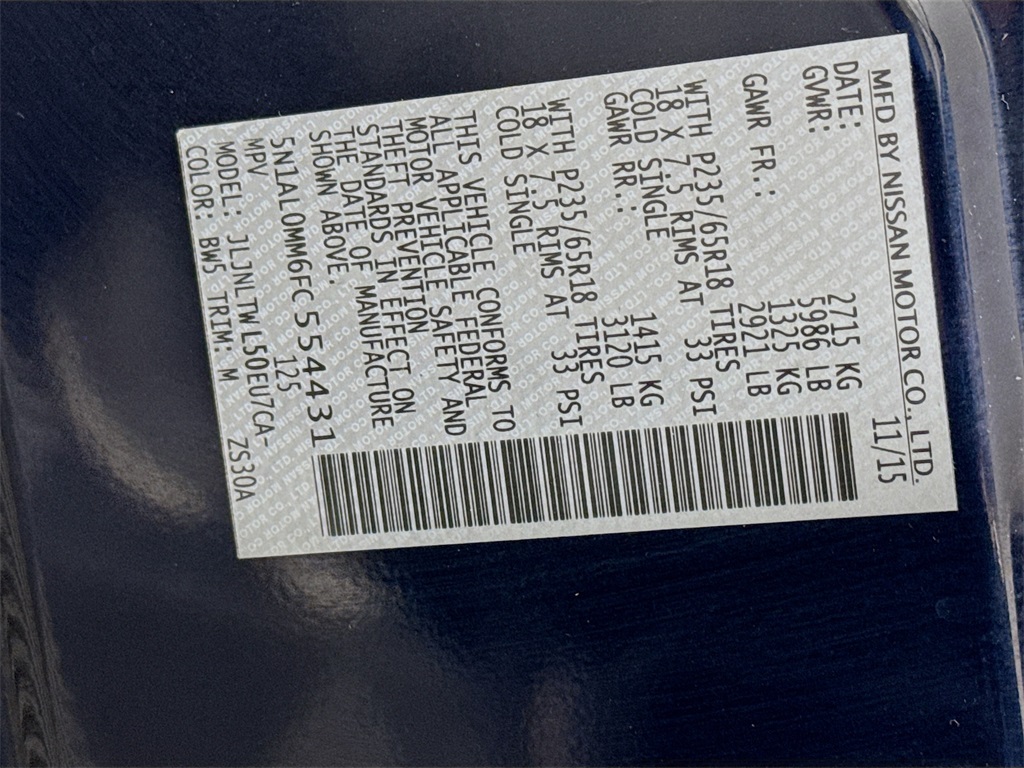 MFD BY NISSAN MOTOR CO., LTD.
DATE: 11/15
GVWR: 2715 KG
5986 LB
GAWR FR.: 1325 KG
2921 LB
WITH P235/65R18 TIRES
18 X 7.5 RIMS AT 33 PSI
COLD SINGLE
GAWR RR.: 1415 KG
3120 LB
WITH P235/65R18 TIRES
18 X 7.5 RIMS AT 33 PSI
COLD SINGLE
THIS VEHICLE CONFORMS TO
ALL APPLICABLE FEDERAL
MOTOR VEHICLE SAFETY AND
THEFT PREVENTION
STANDARDS IN EFFECT ON
THE DATE OF MANUFACTURE
SHOWN ABOVE.
5N1AL0MM6FC554431
MPV 125
MODEL: JLJNLTWL50EU7CA-
COLOR: BW5 TRIM: M ZS30A